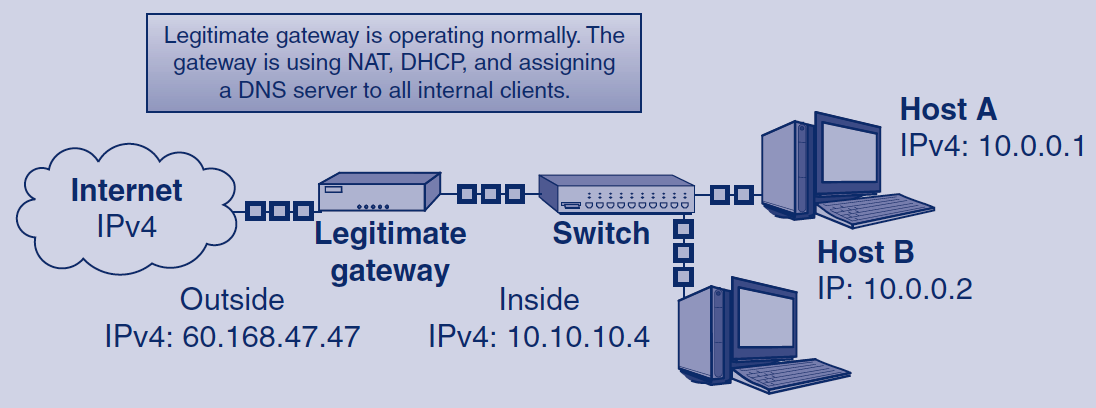 Legitimate gateway is operating normally. The
gateway is using NAT, DHCP, and assigning
a DNS server to all internal clients.
Host A
IPv4: 10.0.0.1
Internet
IPv4
Legitimate
gateway
Switch
Host B
IP: 10.0.0.2
Outside
IPv4: 60.168.47.47
Inside
IPv4: 10.10.10.4